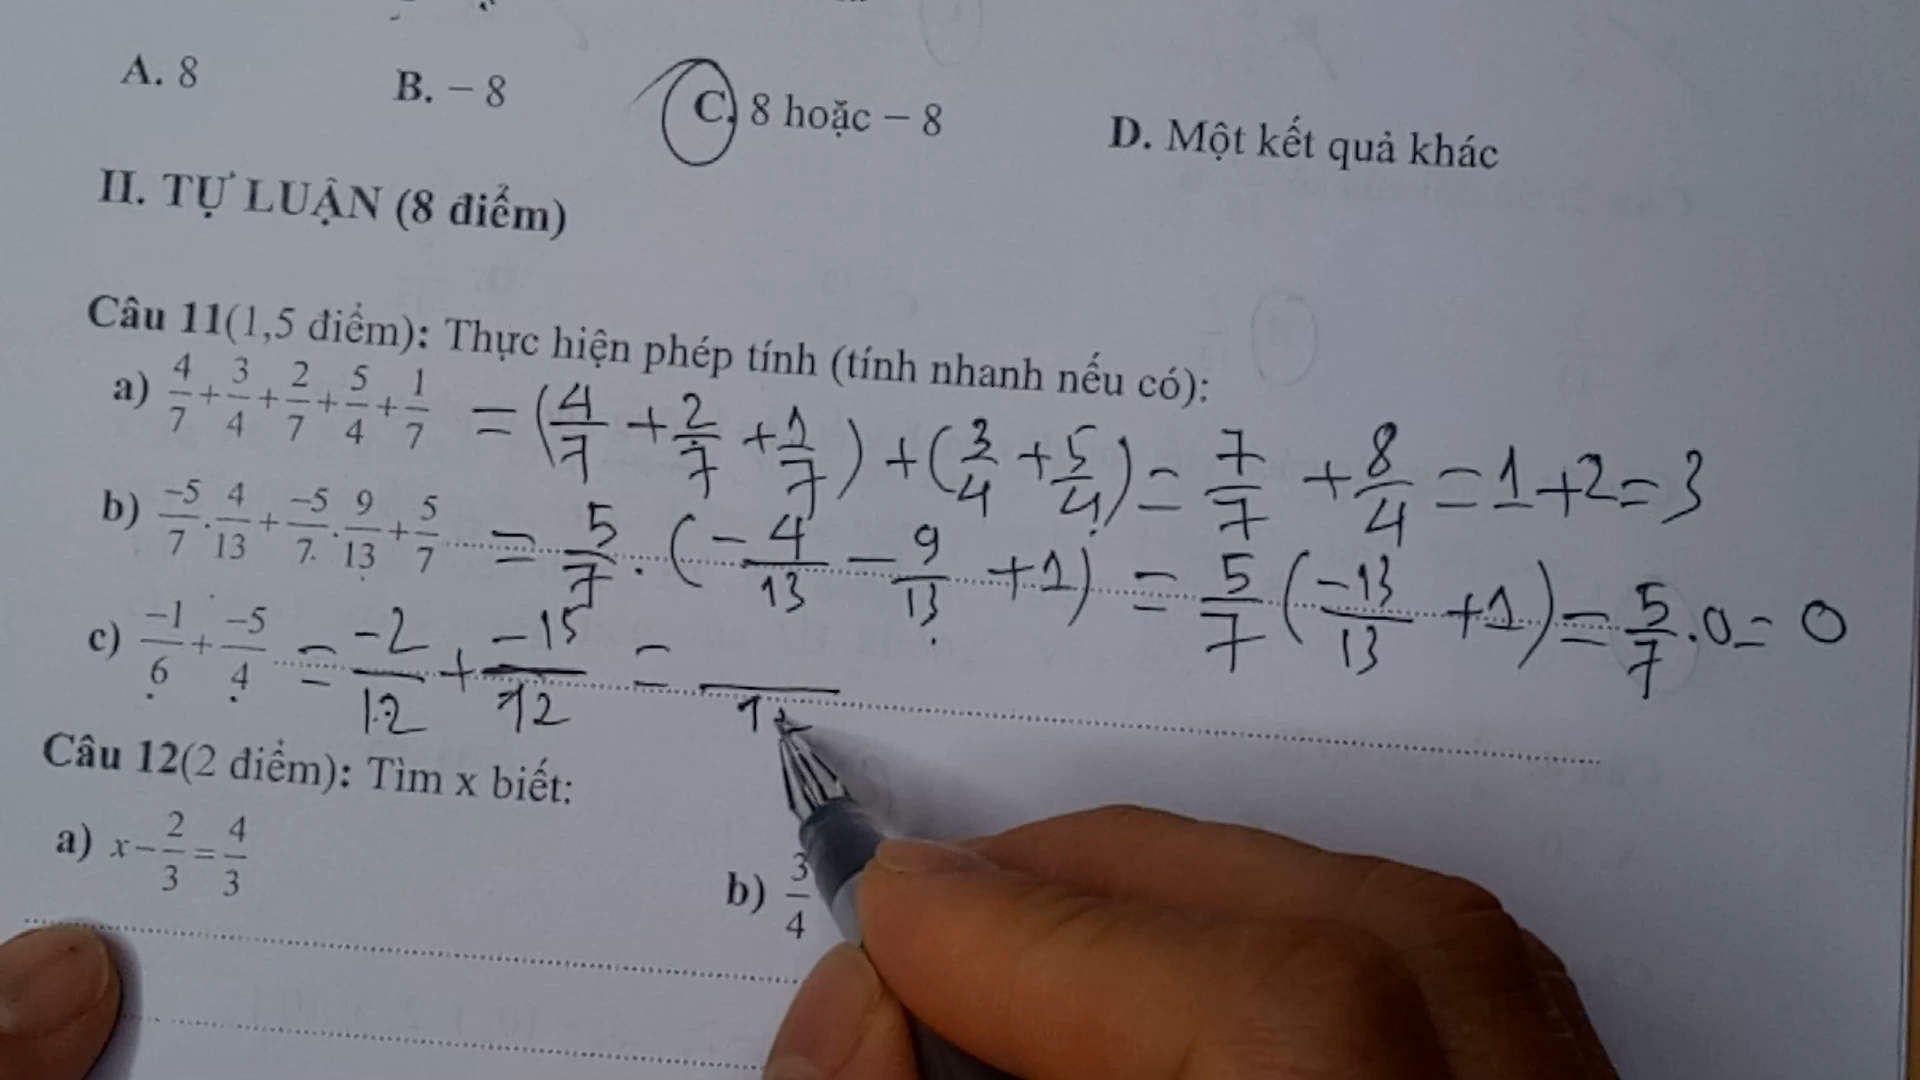 A. 8 B. – 8 C. 8 hoặc – 8 D. Một kết quả khác
II. TỰ LUẬN (8 điểm)
Câu 11(1,5 điểm): Thực hiện phép tính (tính nhanh nếu có):
a) 4/7 + 3/4 + 2/7 + 5/4 + 1/7 = (4/7 + 2/7 + 1/7) + (3/4 + 5/4) = 7/7 + 8/4 = 1 + 2 = 3
b) -5/7 . 4/13 + -5/7 . 9/13 + 5/7 = 5/7 . (-4/13 - 9/13 + 1) = 5/7 (-13/13 + 1) = 5/7 . 0 = 0
c) -1/6 + -5/4 = -2/12 + -15/12 = /12
Câu 12(2 điểm): Tìm x biết:
a) x – 2/3 = 4/3 b) 3/4